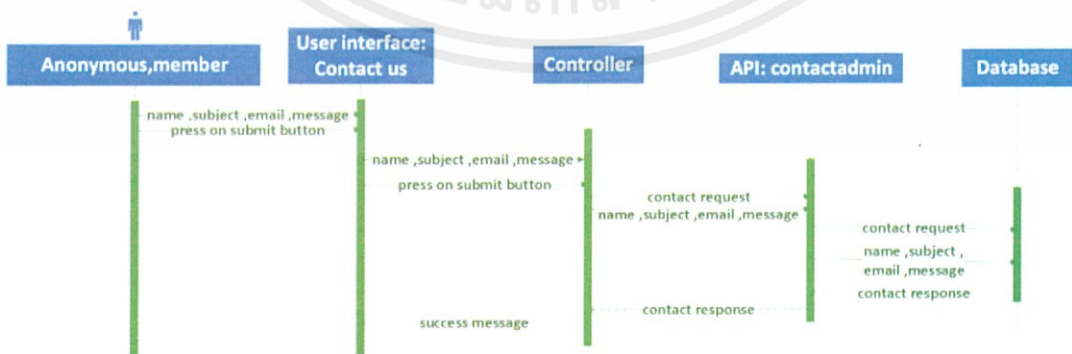 Anonymous,member
User interface:
Contact us
Controller
API: contactadmin
Database
name ,subject ,email ,message
press on submit button
name ,subject ,email ,message
press on submit button
contact request
name ,subject ,email ,message
contact request
name ,subject ,
email ,message
contact response
contact response
success message